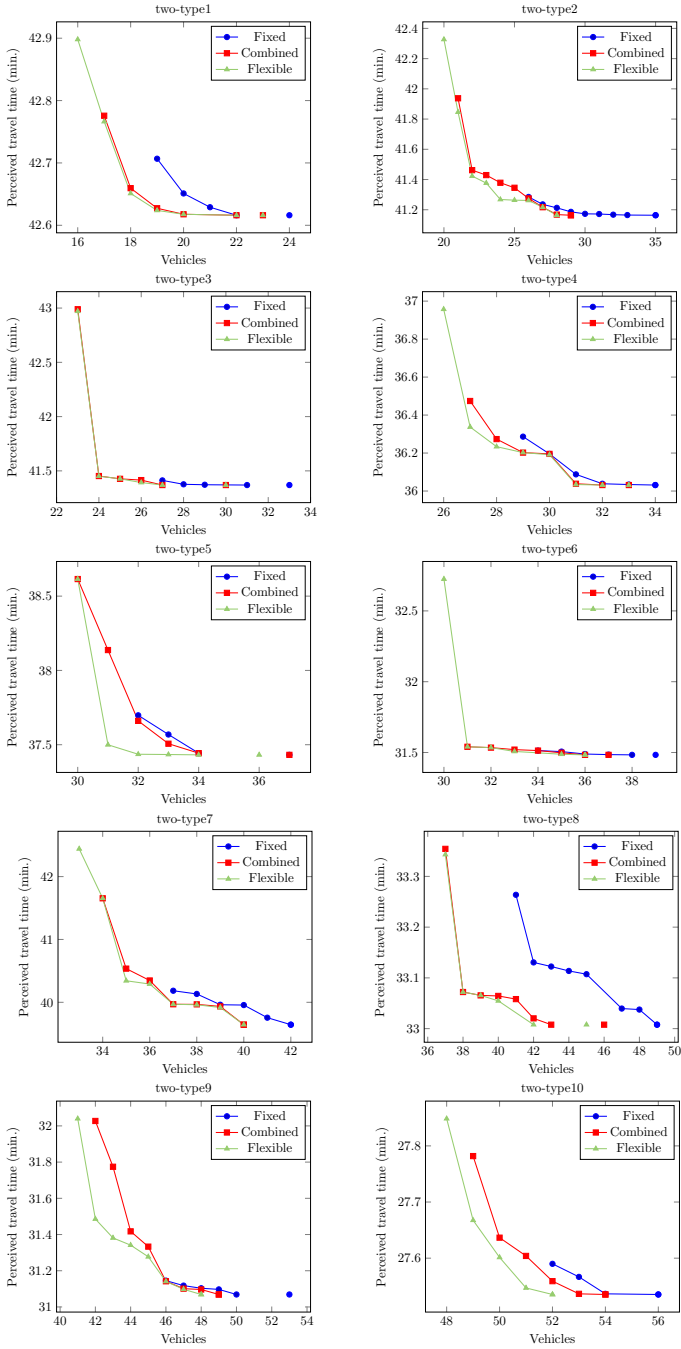 two-type1
Perceived travel time (min.)
42.9
42.8
42.7
42.6
16 18 20 22 24
Vehicles
Fixed
Combined
Flexible
two-type2
Perceived travel time (min.)
42.4
42
41.8
41.6
41.4
41.2
20 25 30 35
Vehicles
Fixed
Combined
Flexible
two-type3
Perceived travel time (min.)
43
42.5
42
41.5
22 24 26 28 30 32 34
Vehicles
Fixed
Combined
Flexible
two-type4
Perceived travel time (min.)
37
36.8
36.6
36.4
36.2
36
26 28 30 32 34
Vehicles
Fixed
Combined
Flexible
two-type5
Perceived travel time (min.)
38.5
38
37.5
30 32 34 36
Vehicles
Fixed
Combined
Flexible
two-type6
Perceived travel time (min.)
32.5
32
31.5
30 32 34 36 38
Vehicles
Fixed
Combined
Flexible
two-type7
Perceived travel time (min.)
42
41
40
34 36 38 40 42
Vehicles
Fixed
Combined
Flexible
two-type8
Perceived travel time (min.)
33.3
33.2
33.1
33
36 38 40 42 44 46 48 50
Vehicles
Fixed
Combined
Flexible
two-type9
Perceived travel time (min.)
32
31.8
31.6
31.4
31.2
31
40 42 44 46 48 50 52 54
Vehicles
Fixed
Combined
Flexible
two-type10
Perceived travel time (min.)
27.8
27.7
27.6
48 50 52 54 56
Vehicles
Fixed
Combined
Flexible